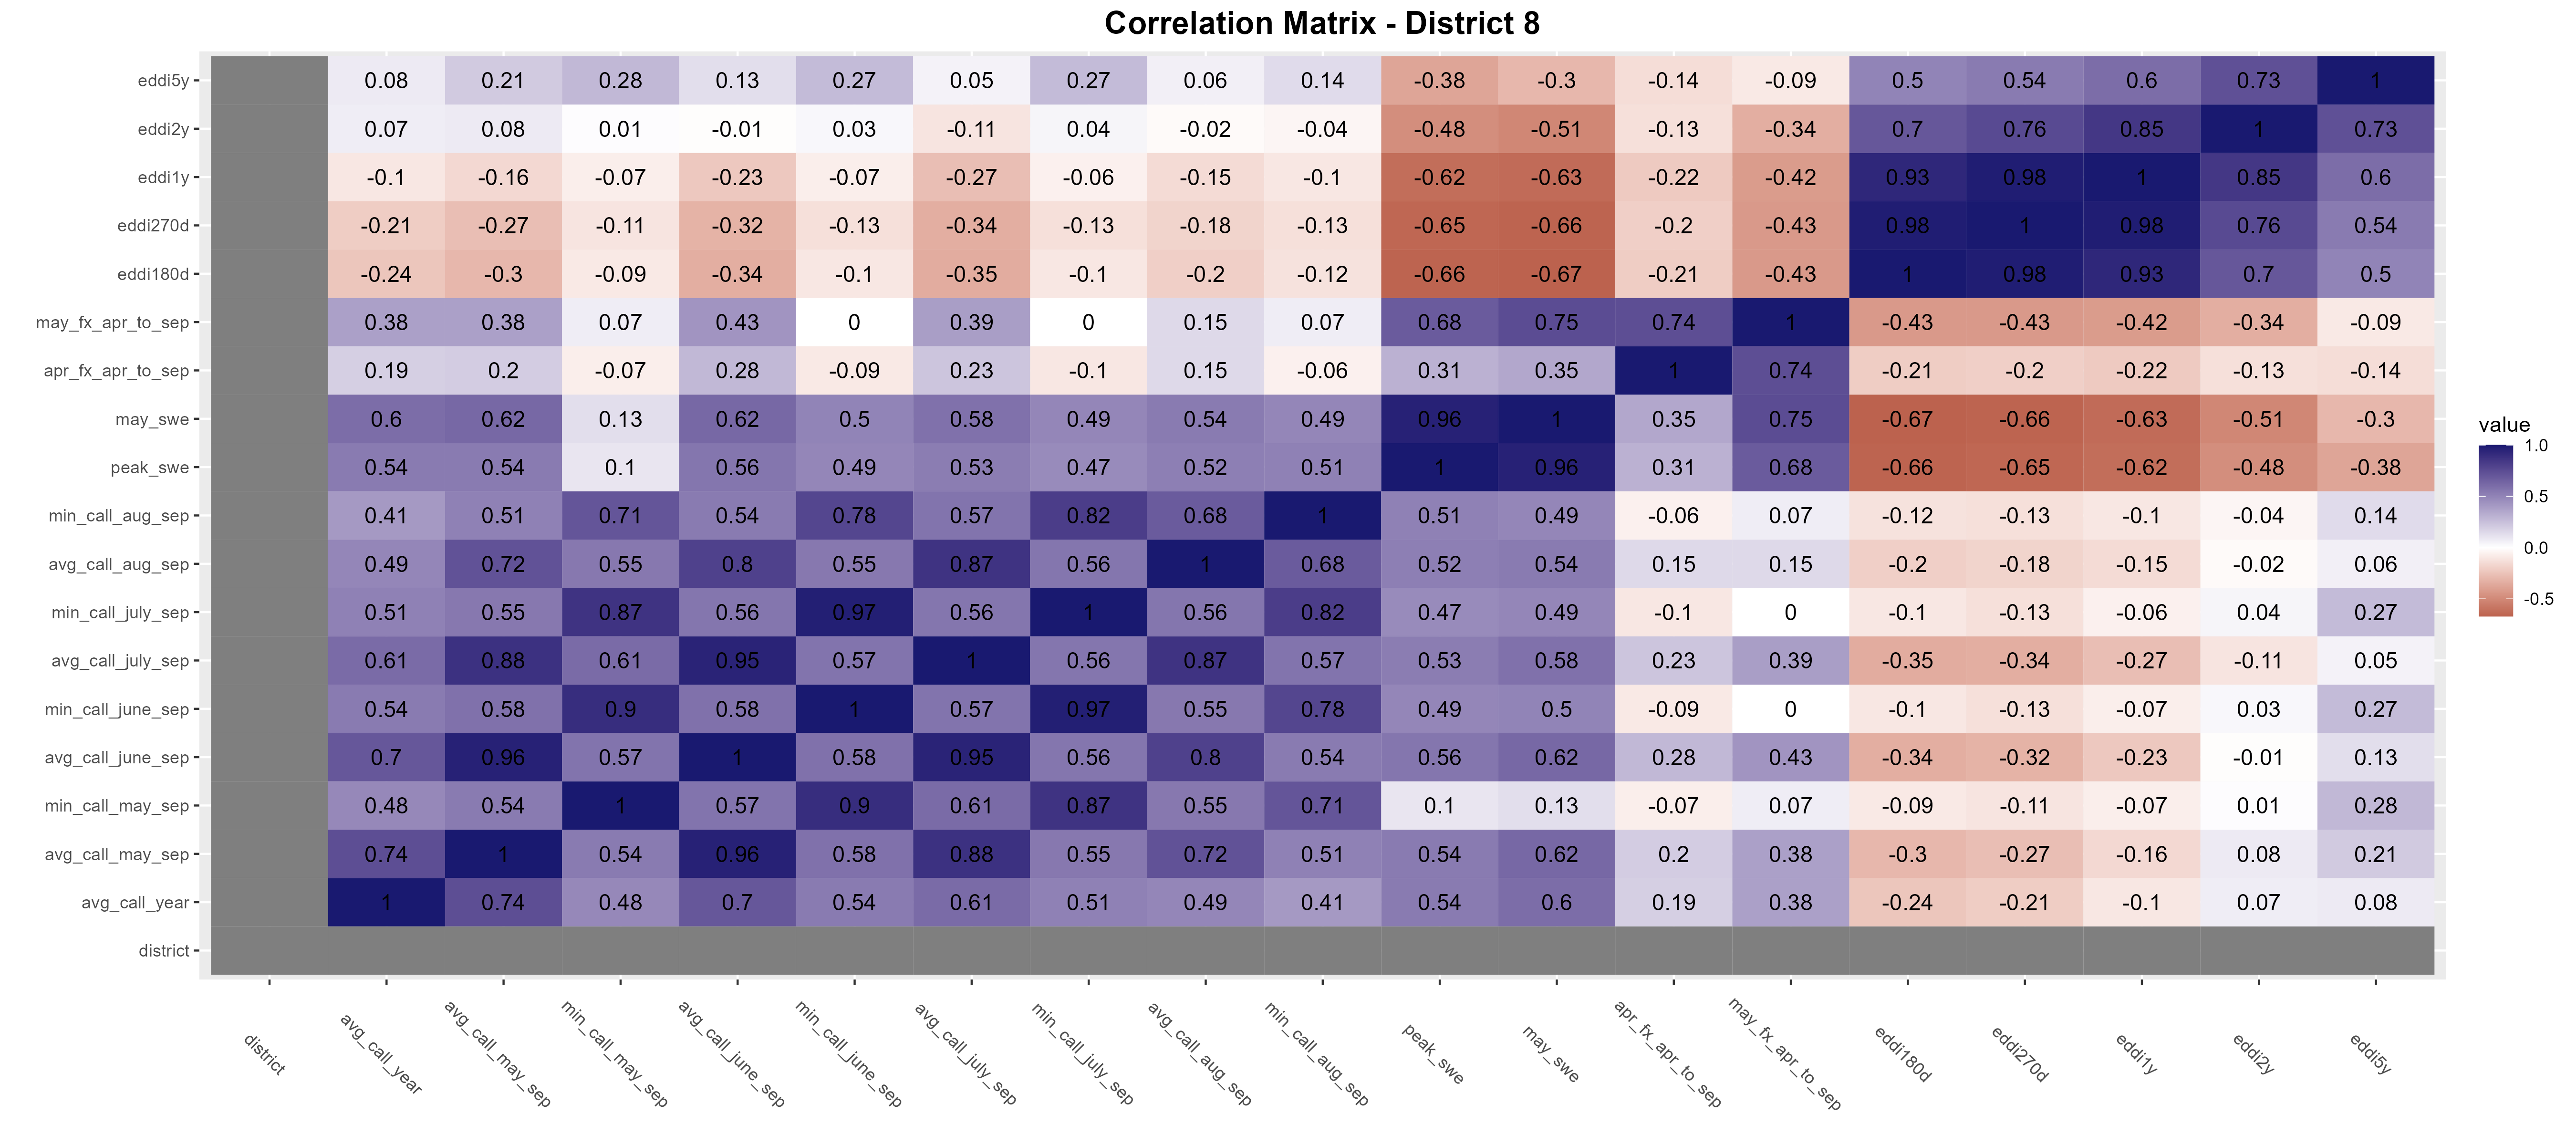 Correlation Matrix - District 8
eddi5y 0.08 0.21 0.28 0.13 0.27 0.05 0.27 0.06 0.14 -0.38 -0.3 -0.14 -0.09 0.5 0.54 0.6 0.73 1
eddi2y 0.07 0.08 0.01 -0.01 0.03 -0.11 0.04 -0.02 -0.04 -0.48 -0.51 -0.13 -0.34 0.7 0.76 0.85 1 0.73
eddi1y -0.1 -0.16 -0.07 -0.23 -0.07 -0.27 -0.06 -0.15 -0.1 -0.62 -0.63 -0.22 -0.42 0.93 0.98 1 0.85 0.6
eddi270d -0.21 -0.27 -0.11 -0.32 -0.13 -0.34 -0.13 -0.18 -0.13 -0.65 -0.66 -0.2 -0.43 0.98 1 0.98 0.76 0.54
eddi180d -0.24 -0.3 -0.09 -0.34 -0.1 -0.35 -0.1 -0.2 -0.12 -0.66 -0.67 -0.21 -0.43 1 0.98 0.93 0.7 0.5
may_fx_apr_to_sep 0.38 0.38 0.07 0.43 0 0.39 0 0.15 0.07 0.68 0.75 0.74 1 -0.43 -0.43 -0.42 -0.34 -0.09
apr_fx_apr_to_sep 0.19 0.2 -0.07 0.28 -0.09 0.23 -0.1 0.15 -0.06 0.31 0.35 1 0.74 -0.21 -0.2 -0.22 -0.13 -0.14
may_swe 0.6 0.62 0.13 0.62 0.5 0.58 0.49 0.54 0.49 0.96 1 0.35 0.75 -0.67 -0.66 -0.63 -0.51 -0.3
peak_swe 0.54 0.54 0.1 0.56 0.49 0.53 0.47 0.52 0.51 1 0.96 0.31 0.68 -0.66 -0.65 -0.62 -0.48 -0.38
min_call_aug_sep 0.41 0.51 0.71 0.54 0.78 0.57 0.82 0.68 1 0.51 0.49 -0.06 0.07 -0.12 -0.13 -0.1 -0.04 0.14
avg_call_aug_sep 0.49 0.72 0.55 0.8 0.55 0.87 0.56 1 0.68 0.52 0.54 0.15 0.15 -0.2 -0.18 -0.15 -0.02 0.06
min_call_july_sep 0.51 0.55 0.87 0.56 0.97 0.56 1 0.56 0.82 0.47 0.49 -0.1 0 -0.1 -0.13 -0.06 0.04 0.27
avg_call_july_sep 0.61 0.88 0.61 0.95 0.57 1 0.56 0.87 0.57 0.53 0.58 0.23 0.39 -0.35 -0.34 -0.27 -0.11 0.05
min_call_june_sep 0.54 0.58 0.9 0.58 1 0.57 0.97 0.55 0.78 0.49 0.5 -0.09 0 -0.1 -0.13 -0.07 0.03 0.27
avg_call_june_sep 0.7 0.96 0.57 1 0.58 0.95 0.56 0.8 0.54 0.56 0.62 0.28 0.43 -0.34 -0.32 -0.23 -0.01 0.13
min_call_may_sep 0.48 0.54 1 0.57 0.9 0.61 0.87 0.55 0.71 0.1 0.13 -0.07 0.07 -0.09 -0.11 -0.07 0.01 0.28
avg_call_may_sep 0.74 1 0.54 0.96 0.58 0.88 0.55 0.72 0.51 0.54 0.62 0.2 0.38 -0.3 -0.27 -0.16 0.08 0.21
avg_call_year 1 0.74 0.48 0.7 0.54 0.61 0.51 0.49 0.41 0.54 0.6 0.19 0.38 -0.24 -0.21 -0.1 0.07 0.08
district
district avg_call_year avg_call_may_sep min_call_may_sep avg_call_june_sep min_call_june_sep avg_call_july_sep min_call_july_sep avg_call_aug_sep min_call_aug_sep peak_swe may_swe apr_fx_apr_to_sep may_fx_apr_to_sep eddi180d eddi270d eddi1y eddi2y eddi5y
value
1.0
0.5
0.0
-0.5